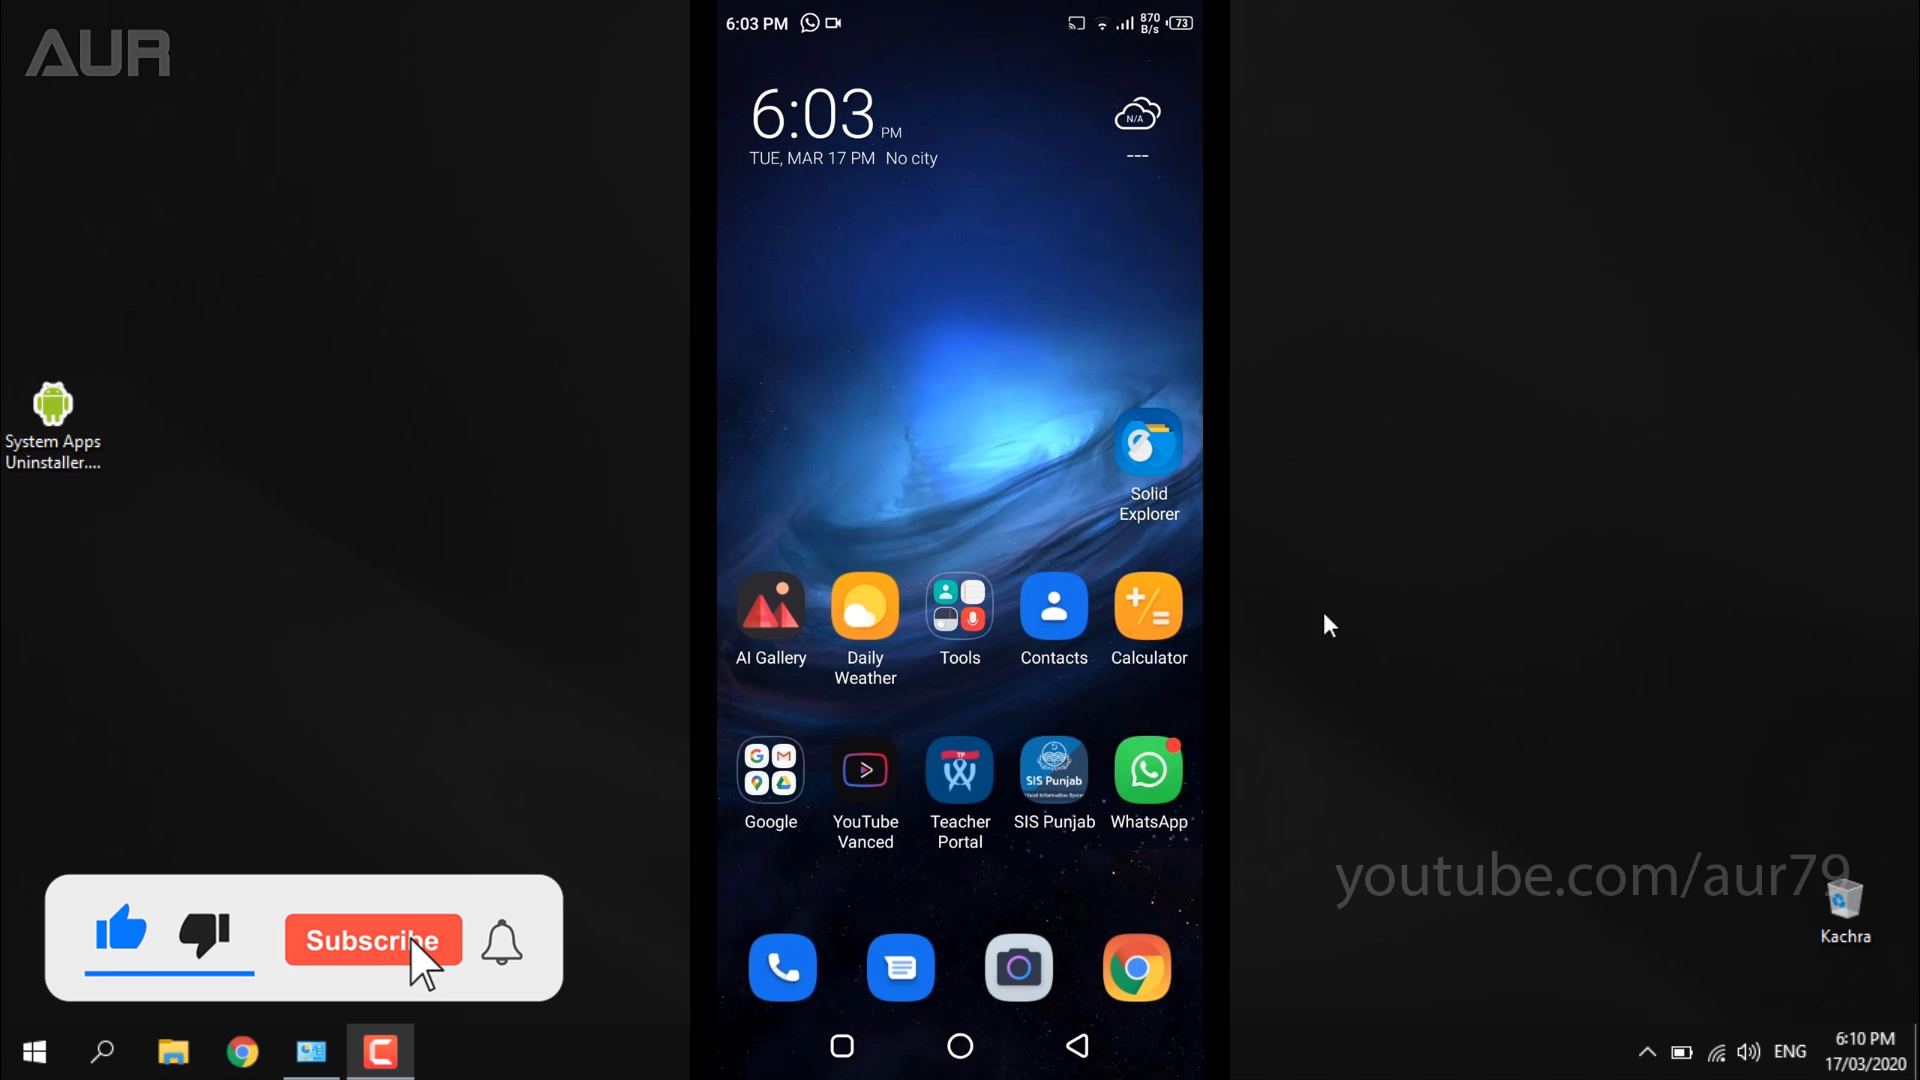 AUR
6:03 PM
870
B/s
73
6:03 PM
TUE, MAR 17 PM No city
N/A
---
System Apps
Uninstaller....
Solid
Explorer
AI Gallery
Daily
Weather
Tools
Contacts
Calculator
TP
SIS Punjab
Google
YouTube
Vanced
Teacher
Portal
SIS Punjab
WhatsApp
youtube.com/aur79
Subscribe
Kachra
ENG
6:10 PM
17/03/2020